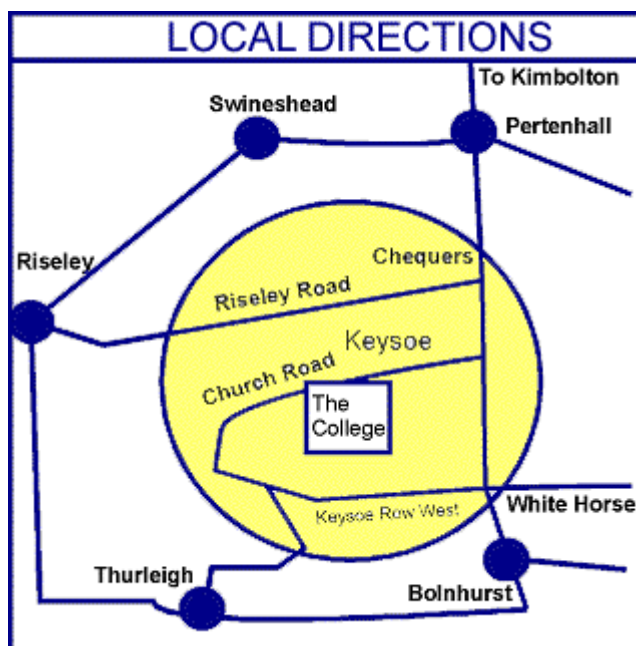 LOCAL DIRECTIONS
To Kimbolton
Swineshead
Pertenhall
Chequers
Riseley
Riseley Road
Keysoe
Church Road
The
College
White Horse
Keysoe Row West
Thurleigh
Bolnhurst